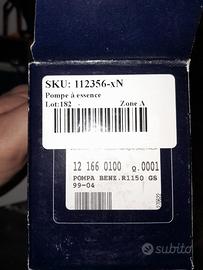 SKU: 112356-xN
Pompe à essence
Lot:182 - Zone A
12 166 0100 Q.0001
POMPA BENZ.R1150 GS
99-04
subito